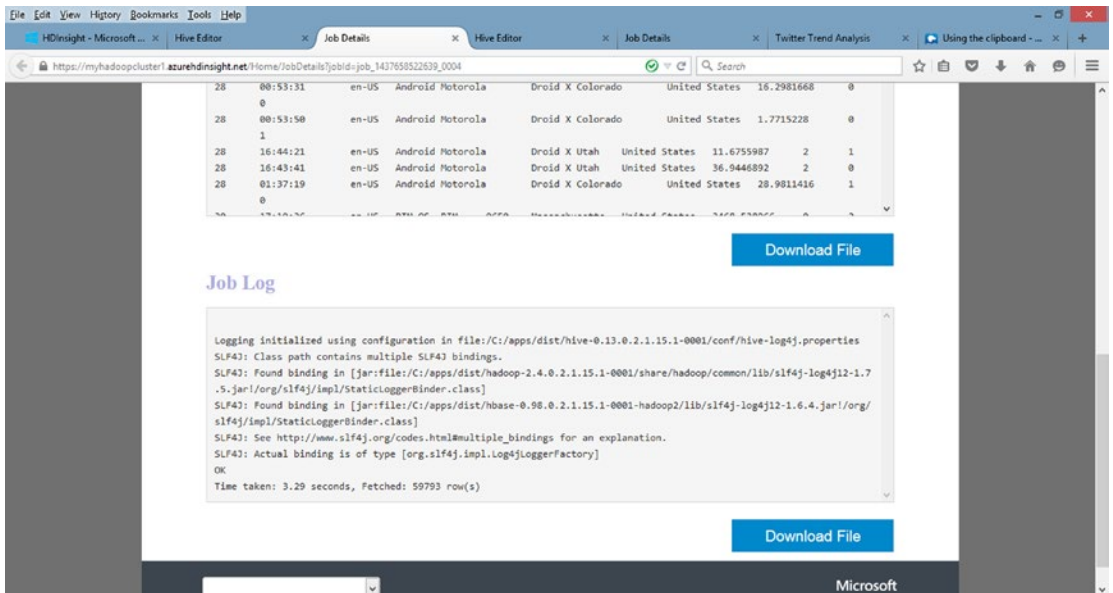 File Edit View History Bookmarks Tools Help
HDInsight - Microsoft ... × Hive Editor × Job Details × Hive Editor × Job Details × Twitter Trend Analysis × Using the clipboard - ... × +
https://myhadoopcluster1.azurehdinsight.net/Home/JobDetails?jobId=job_1437658522639_0004 Search
28 00:53:31 en-US Android Motorola Droid X Colorado United States 16.2981668 0
0
28 00:53:50 en-US Android Motorola Droid X Colorado United States 1.7715228 0
1
28 16:44:21 en-US Android Motorola Droid X Utah United States 11.6755987 2 1
28 16:43:41 en-US Android Motorola Droid X Utah United States 36.9446892 2 0
28 01:37:19 en-US Android Motorola Droid X Colorado United States 28.9811416 1
0
Download File
Job Log
Logging initialized using configuration in file:/C:/apps/dist/hive-0.13.0.2.1.15.1-0001/conf/hive-log4j.properties
SLF4J: Class path contains multiple SLF4J bindings.
SLF4J: Found binding in [jar:file:/C:/apps/dist/hadoop-2.4.0.2.1.15.1-0001/share/hadoop/common/lib/slf4j-log4j12-1.7
.5.jar!/org/slf4j/impl/StaticLoggerBinder.class]
SLF4J: Found binding in [jar:file:/C:/apps/dist/hbase-0.98.0.2.1.15.1-0001-hadoop2/lib/slf4j-log4j12-1.6.4.jar!/org/
slf4j/impl/StaticLoggerBinder.class]
SLF4J: See http://www.slf4j.org/codes.html#multiple_bindings for an explanation.
SLF4J: Actual binding is of type [org.slf4j.impl.Log4jLoggerFactory]
OK
Time taken: 3.29 seconds, Fetched: 59793 row(s)
Download File
Microsoft